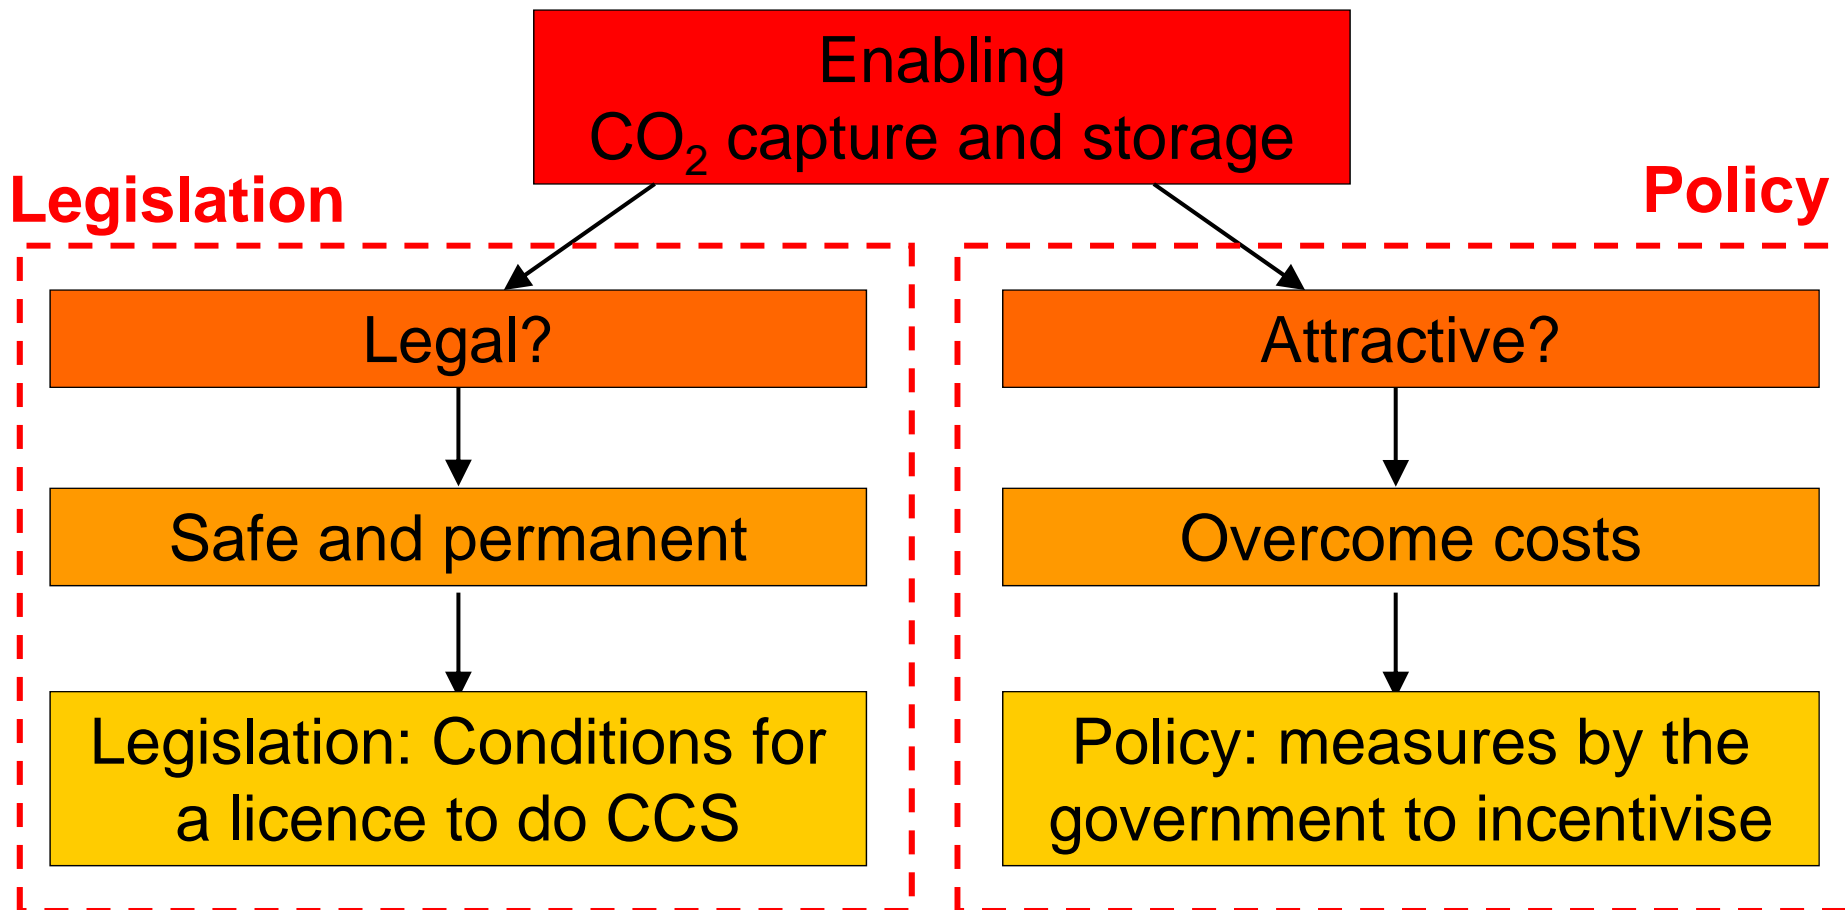 Enabling
CO₂ capture and storage
Legislation
Policy
Legal?
Attractive?
Safe and permanent
Overcome costs
Legislation: Conditions for
a licence to do CCS
Policy: measures by the
government to incentivise